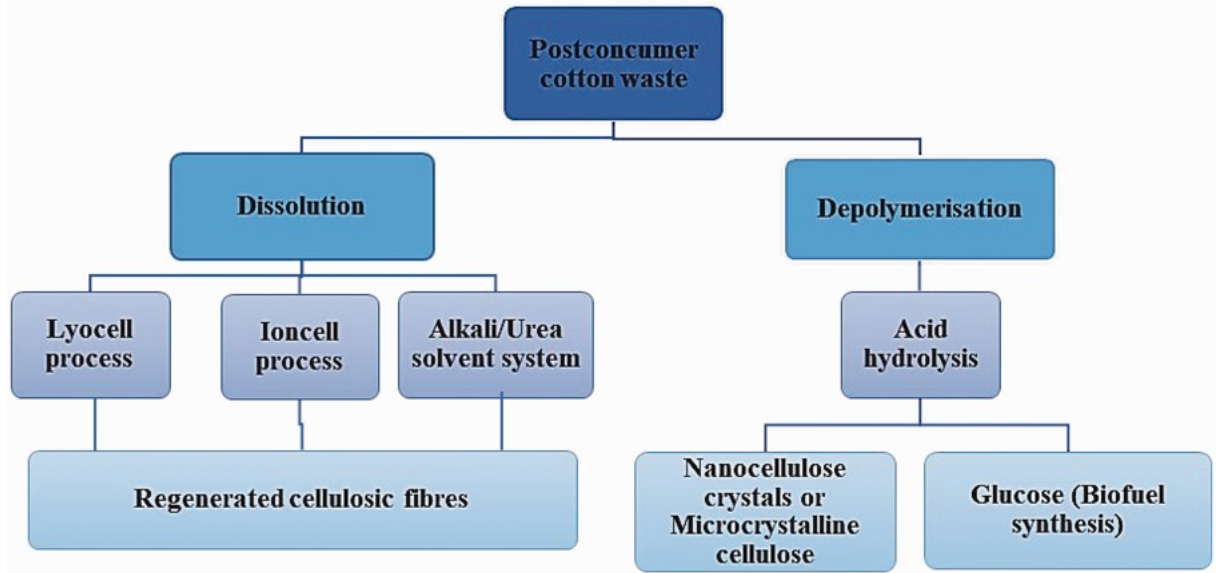 Postconcumer
cotton waste
Dissolution
Depolymerisation
Lyocell
process
Ioncell
process
Alkali/Urea
solvent system
Acid
hydrolysis
Regenerated cellulosic fibres
Nanocellulose
crystals or
Microcrystalline
cellulose
Glucose (Biofuel
synthesis)